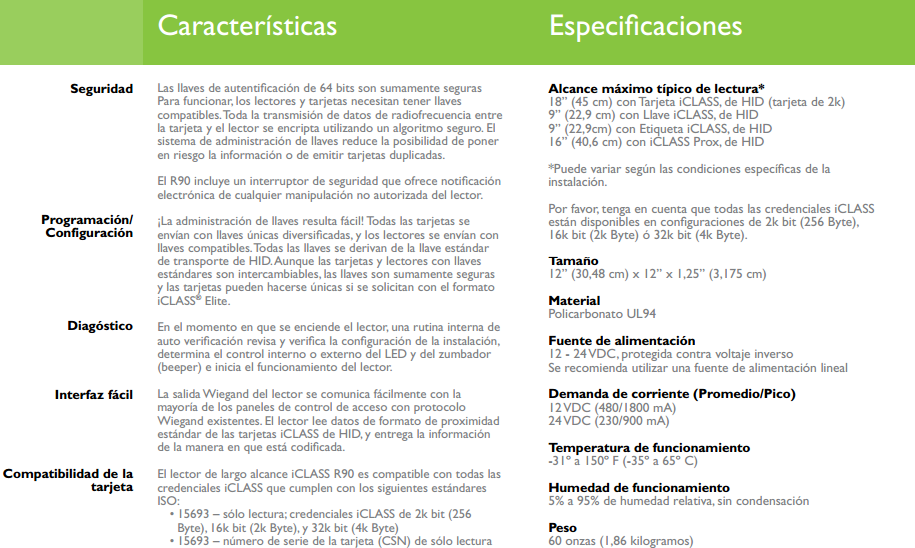 Características
Seguridad
Las llaves de autentificación de 64 bits son sumamente seguras
Para funcionar, los lectores y tarjetas necesitan tener llaves
compatibles. Toda la transmisión de datos de radiofrecuencia entre
la tarjeta y el lector se encripta utilizando un algoritmo seguro. El
sistema de administración de llaves reduce la posibilidad de poner
en riesgo la información o de emitir tarjetas duplicadas.
El R90 incluye un interruptor de seguridad que ofrece notificación
electrónica de cualquier manipulación no autorizada del lector.
Programación/
Configuración
¡La administración de llaves resulta fácil! Todas las tarjetas se
envían con llaves únicas diversificadas, y los lectores se envían con
llaves compatibles. Todas las llaves se derivan de la llave estándar
de transporte de HID. Aunque las tarjetas y lectores con llaves
estándares son intercambiables, las llaves son sumamente seguras
y las tarjetas pueden hacerse únicas si se solicitan con el formato
iCLASS® Elite.
Diagóstico
En el momento en que se enciende el lector, una rutina interna de
auto verificación revisa y verifica la configuración de la instalación,
determina el control interno o externo del LED y del zumbador
(beeper) e inicia el funcionamiento del lector.
Interfaz fácil
La salida Wiegand del lector se comunica fácilmente con la
mayoría de los paneles de control de acceso con protocolo
Wiegand existentes. El lector lee datos de formato de proximidad
estándar de las tarjetas iCLASS de HID, y entrega la información
de la manera en que está codificada.
Compatibilidad de la
tarjeta
El lector de largo alcance iCLASS R90 es compatible con todas las
credenciales iCLASS que cumplen con los siguientes estándares
ISO:
• 15693 – sólo lectura; credenciales iCLASS de 2k bit (256
Byte), 16k bit (2k Byte), y 32k bit (4k Byte)
• 15693 – número de serie de la tarjeta (CSN) de sólo lectura
Especificaciones
Alcance máximo típico de lectura*
18” (45 cm) con Tarjeta iCLASS, de HID (tarjeta de 2k)
9” (22,9 cm) con Llave iCLASS, de HID
9” (22,9cm) con Etiqueta iCLASS, de HID
16” (40,6 cm) con iCLASS Prox, de HID
*Puede variar según las condiciones específicas de la
instalación.
Por favor, tenga en cuenta que todas las credenciales iCLASS
están disponibles en configuraciones de 2k bit (256 Byte),
16k bit (2k Byte) ó 32k bit (4k Byte).
Tamaño
12” (30,48 cm) x 12” x 1,25” (3,175 cm)
Material
Policarbonato UL94
Fuente de alimentación
12 - 24 VDC, protegida contra voltaje inverso
Se recomienda utilizar una fuente de alimentación lineal
Demanda de corriente (Promedio/Pico)
12 VDC (480/1800 mA)
24 VDC (230/900 mA)
Temperatura de funcionamiento
-31º a 150º F (-35º a 65º C)
Humedad de funcionamiento
5% a 95% de humedad relativa, sin condensación
Peso
60 onzas (1,86 kilogramos)